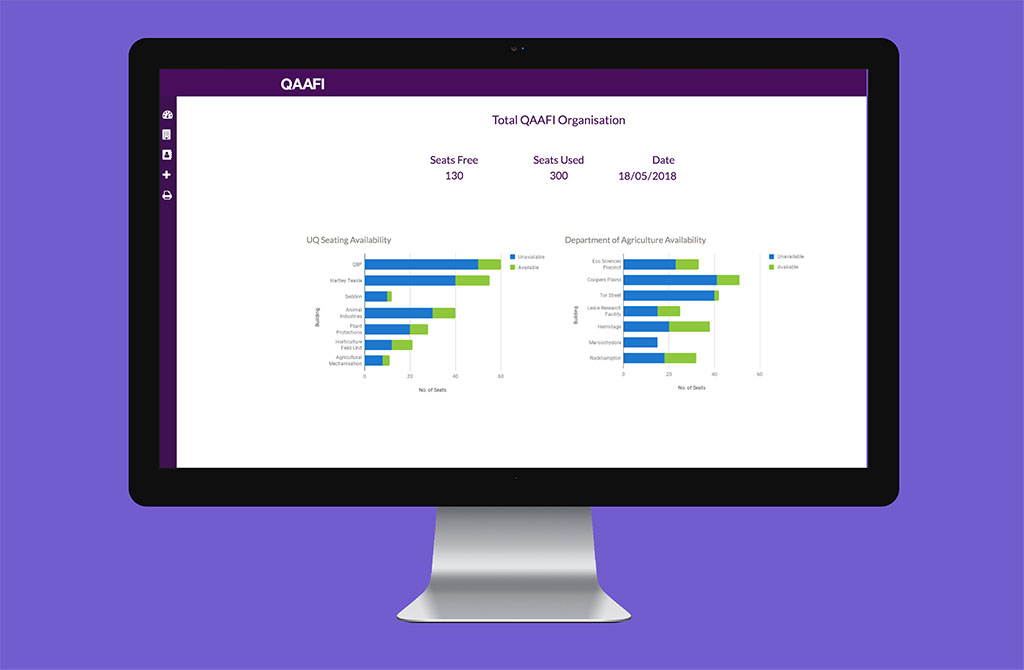 QAAFI
Total QAAFI Organisation
Seats Free
130
Seats Used
300
Date
18/05/2018
UQ Seating Availability
Building
QBP
Hartley Teakle
Seddon
Animal
Industries
Plant
Protections
Horticulture
Field Unit
Agricultural
Mechanisation
0 20 40 60
No. of Seats
Unavailable
Available
Department of Agriculture Availability
Building
Eco Sciences
Precinct
Coopers Plains
Tor Street
Leslie Research
Facility
Hermitage
Maroochydore
Rockhampton
0 20 40 60
No. of Seats
Unavailable
Available